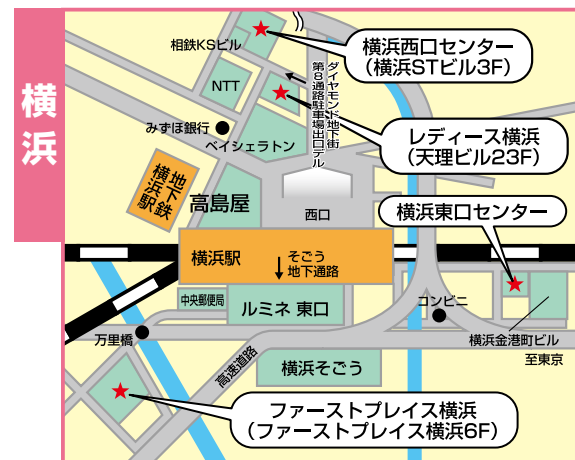 横浜
相鉄KSビル
横浜西口センター
(横浜STビル3F)
NTT
ダイヤモンド地下街
第8通路駐車場出口デル
みずほ銀行
ベイシェラトン
レディース横浜
(天理ビル23F)
地下鉄
横浜駅
高島屋
西口
横浜東口センター
横浜駅
そごう
地下通路
中央郵便局
ルミネ 東口
コンビニ
万里橋
横浜金港町ビル
至東京
高速道路
横浜そごう
ファーストプレイス横浜
(ファーストプレイス横浜6F)